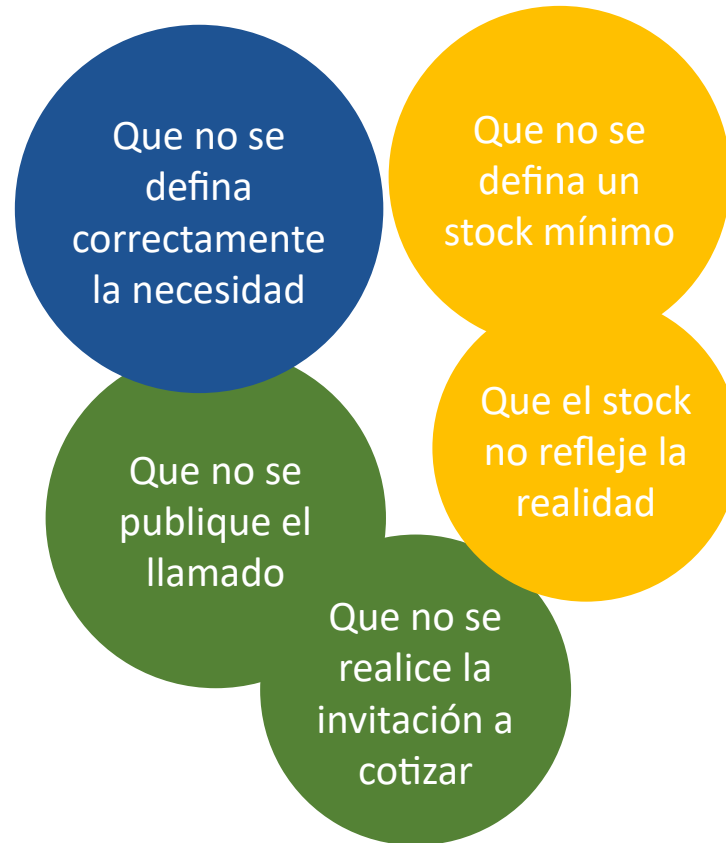 Que no se
defina
correctamente
la necesidad
Que no se
defina un
stock mínimo
Que el stock
no refleje la
realidad
Que no se
publique el
llamado
Que no se
realice la
invitación a
cotizar